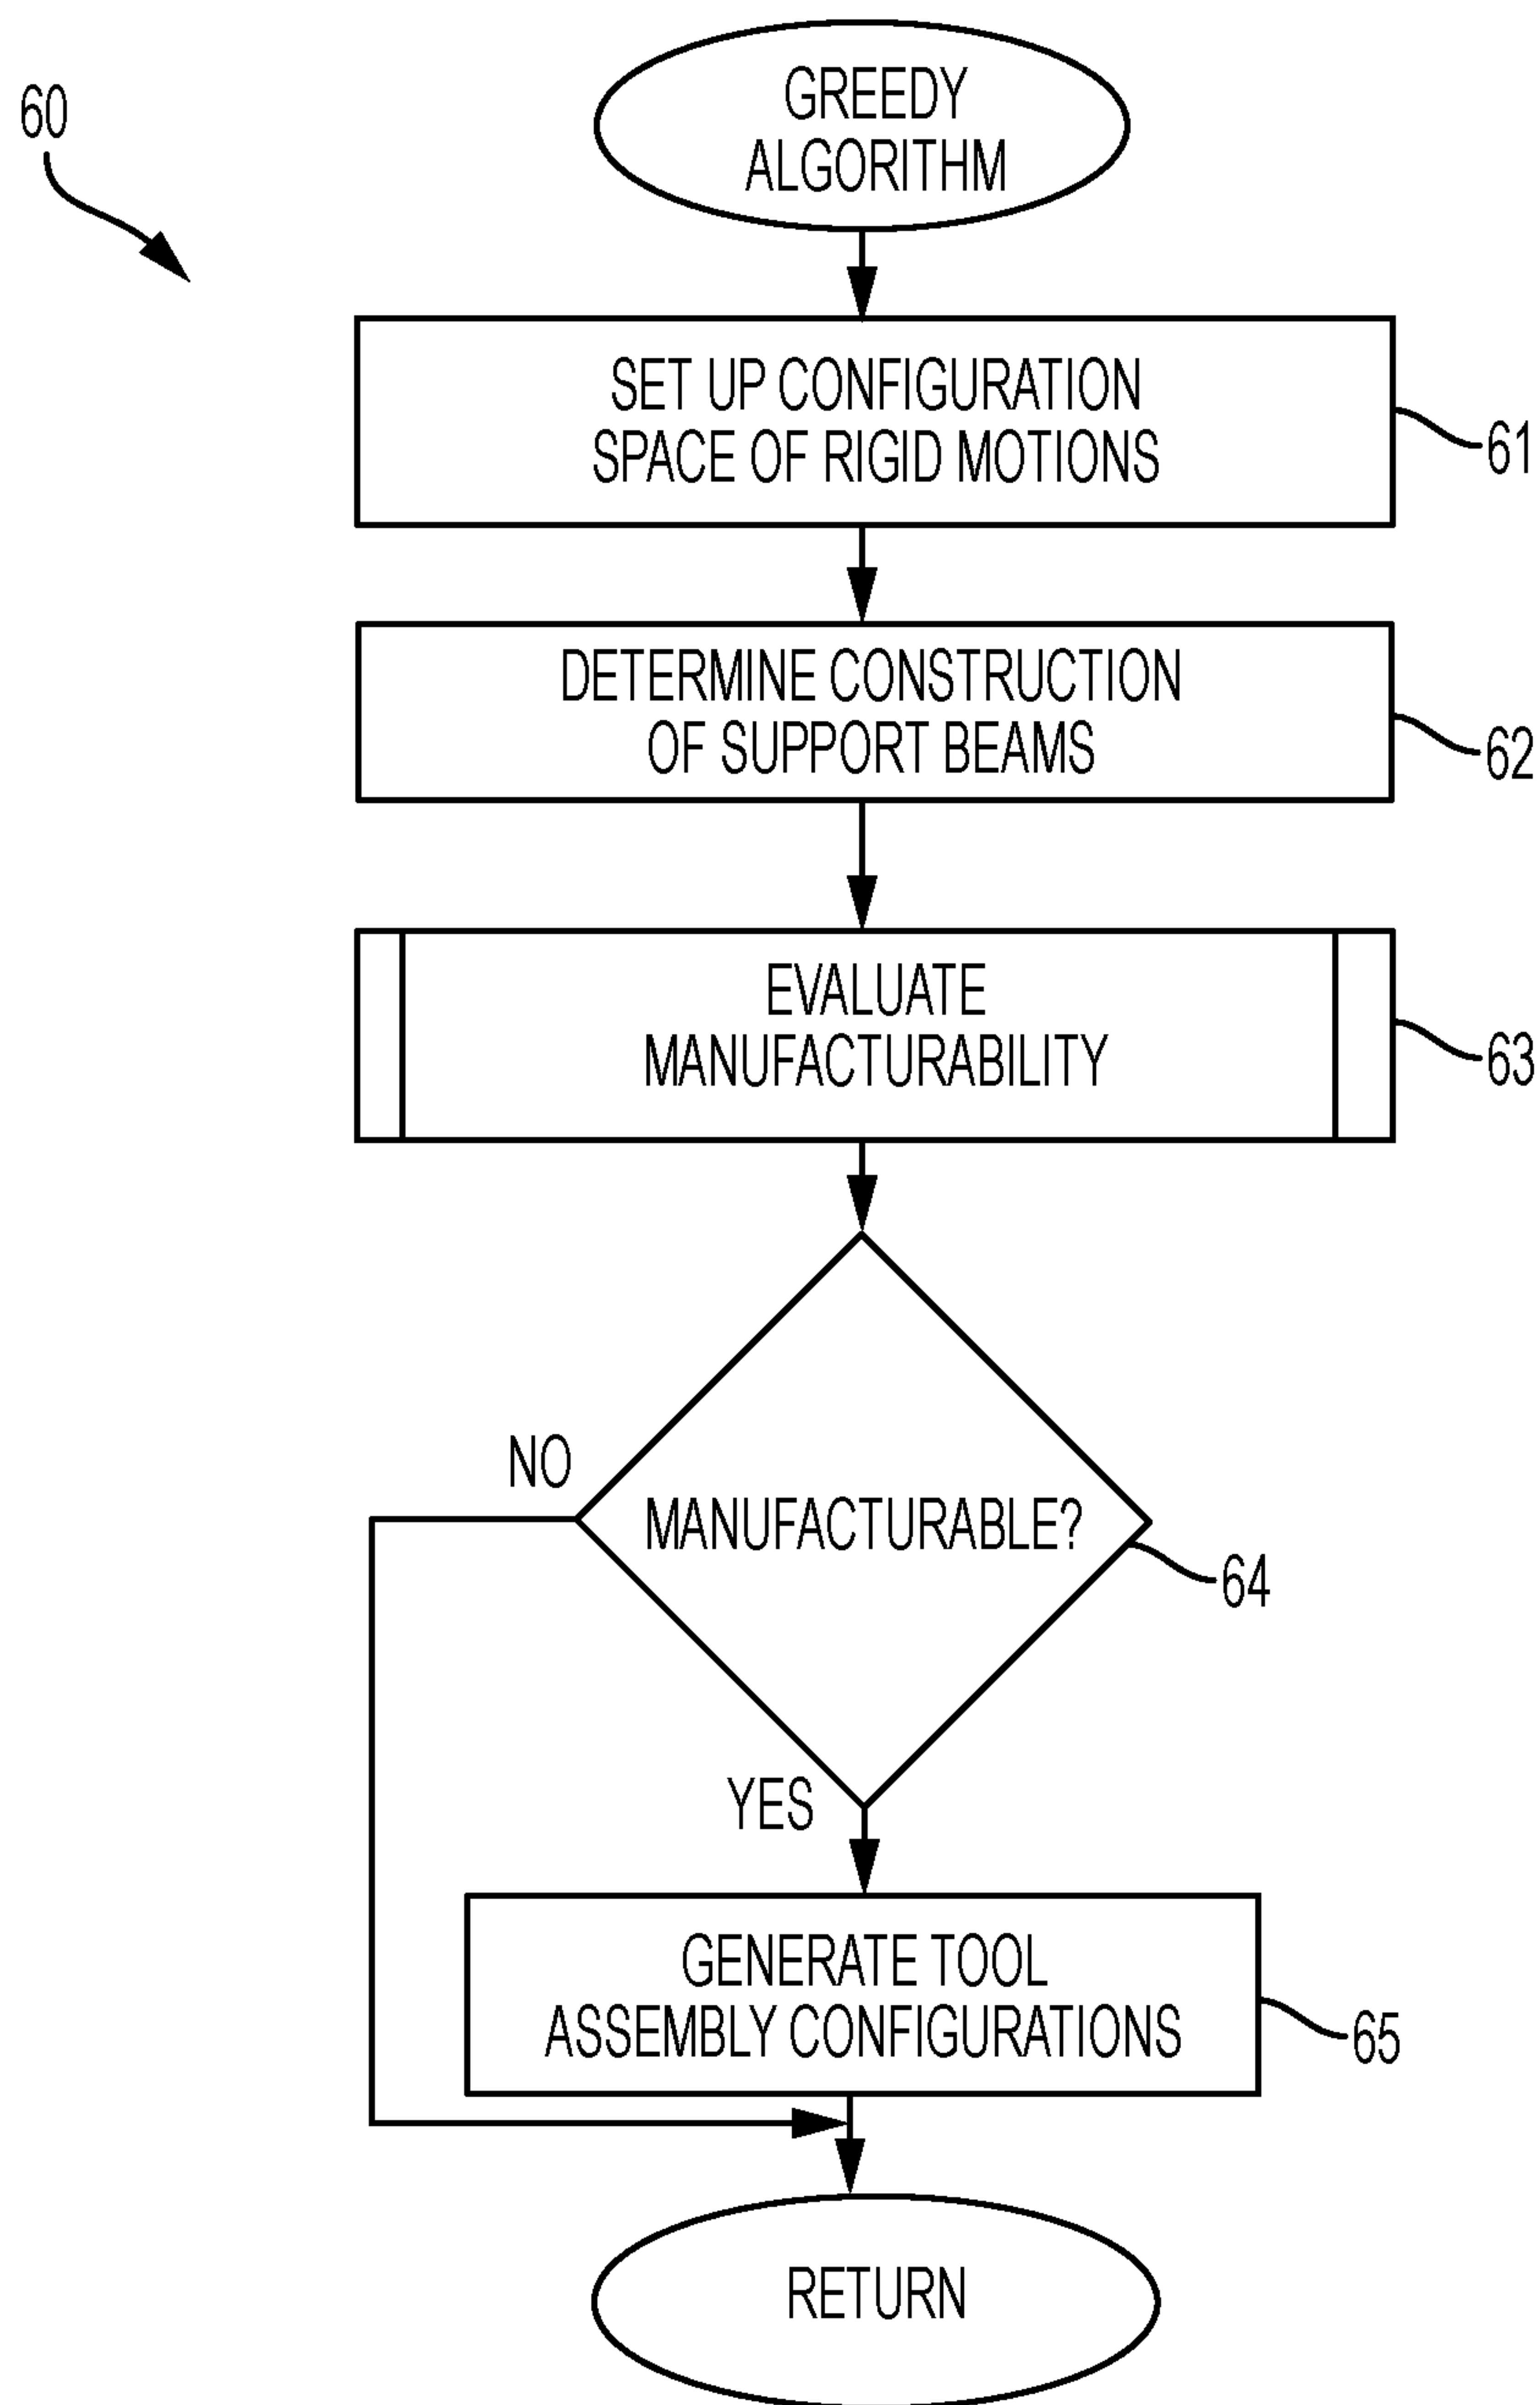 60
GREEDY
ALGORITHM
SET UP CONFIGURATION
SPACE OF RIGID MOTIONS
61
DETERMINE CONSTRUCTION
OF SUPPORT BEAMS
62
EVALUATE
MANUFACTURABILITY
63
NO
MANUFACTURABLE?
64
YES
GENERATE TOOL
ASSEMBLY CONFIGURATIONS
65
RETURN